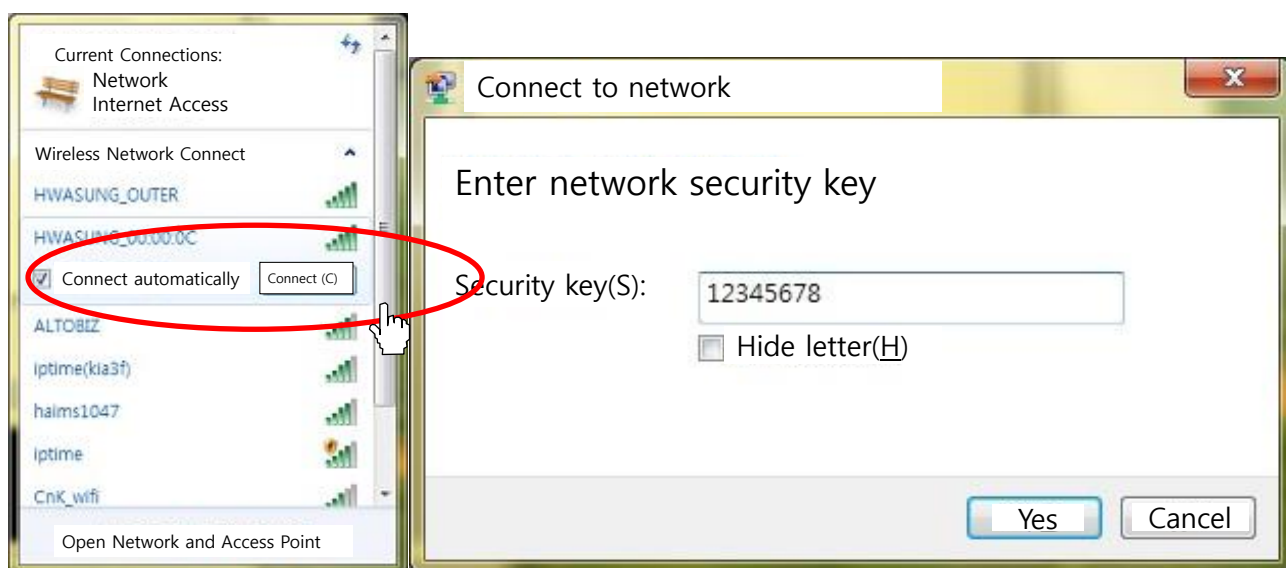 Current Connections:
Network
Internet Access
Wireless Network Connect
HWASUNG_OUTER
HWASUNG_00:00:0C
Connect automatically
Connect (C)
ALTOBIZ
iptime(kia3f)
haims1047
iptime
CnK_wifi
Open Network and Access Point
Connect to network
Enter network security key
Security key(S):
12345678
Hide letter(H)
Yes
Cancel